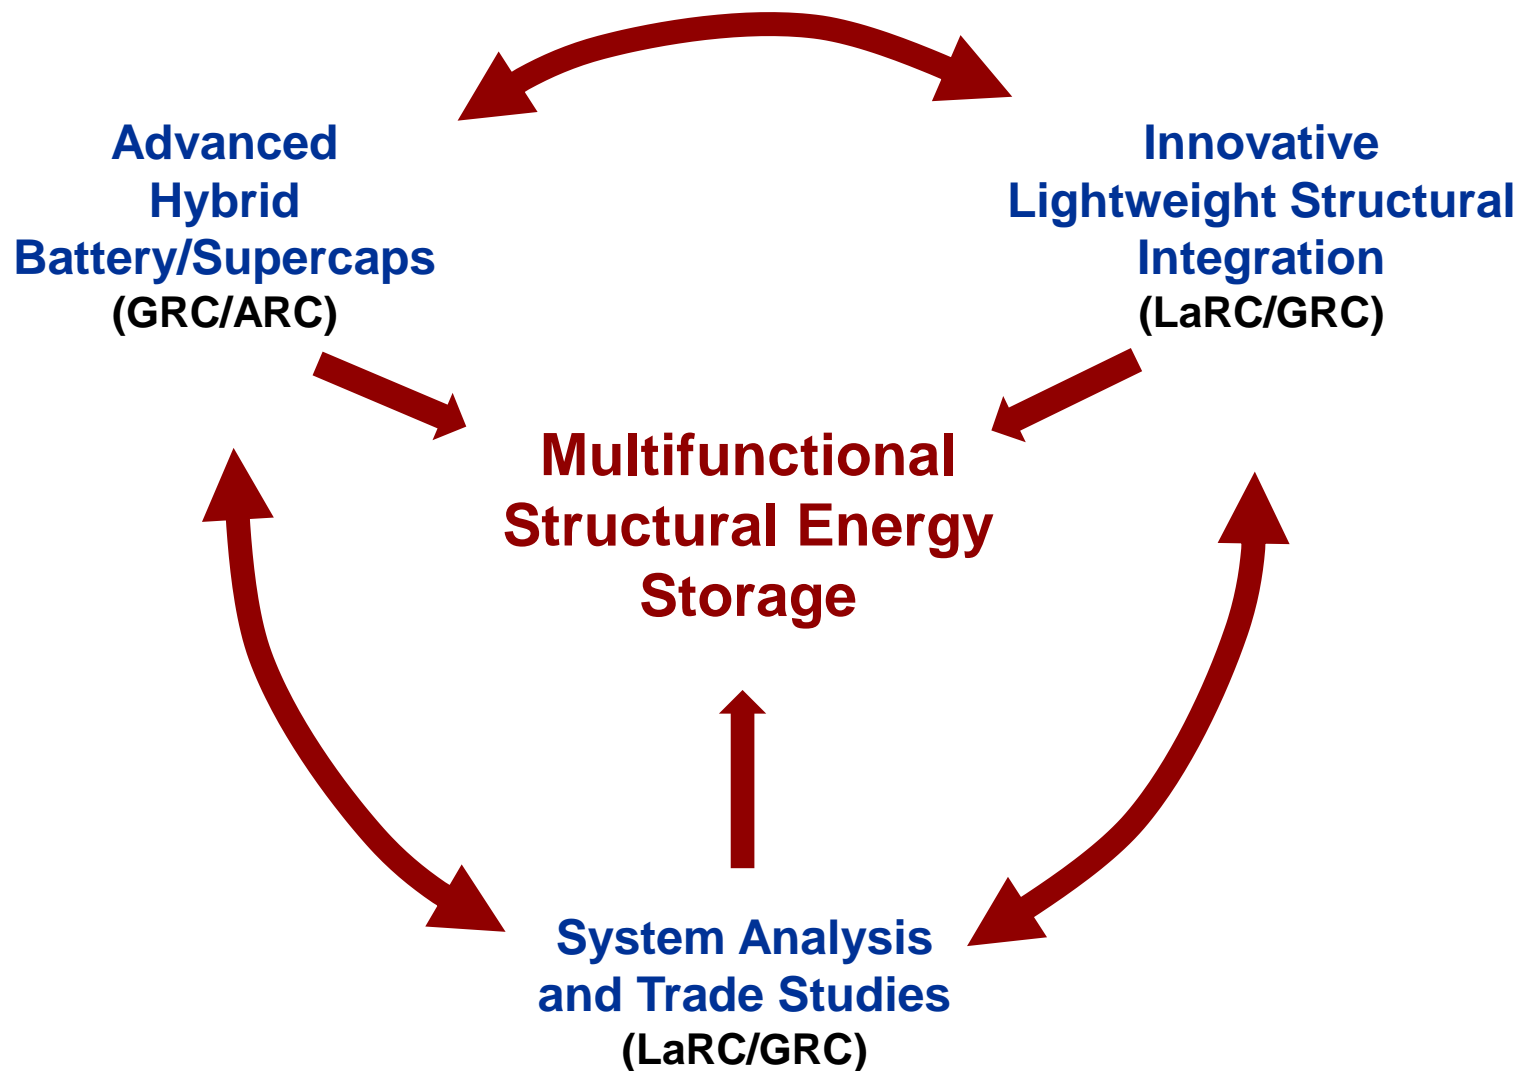 Advanced
Hybrid
Battery/Supercaps
(GRC/ARC)
Innovative
Lightweight Structural
Integration
(LaRC/GRC)
Multifunctional
Structural Energy
Storage
System Analysis
and Trade Studies
(LaRC/GRC)